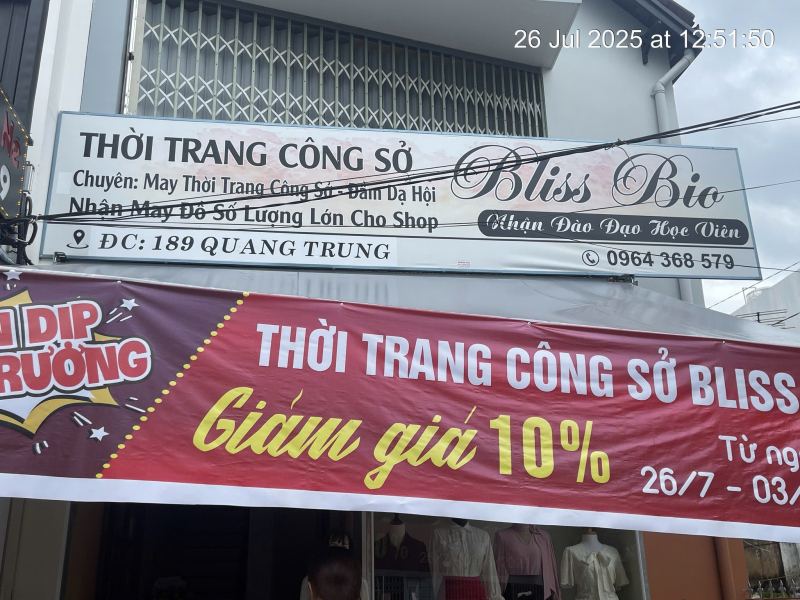 26 Jul 2025 at 12:51:50
THỜI TRANG CÔNG SỞ
Chuyên: May Thời Trang Công Sở - Đầm Dạ Hội
Nhận May Đồ Số Lượng Lớn Cho Shop
ĐC: 189 QUANG TRUNG
Bliss Bio
Nhận Đào Đạo Học Viên
0964 368 579
DỊP
TRƯỜNG
THỜI TRANG CÔNG SỞ BLISS
Giảm giá 10%
Từ
26/7 - 03/